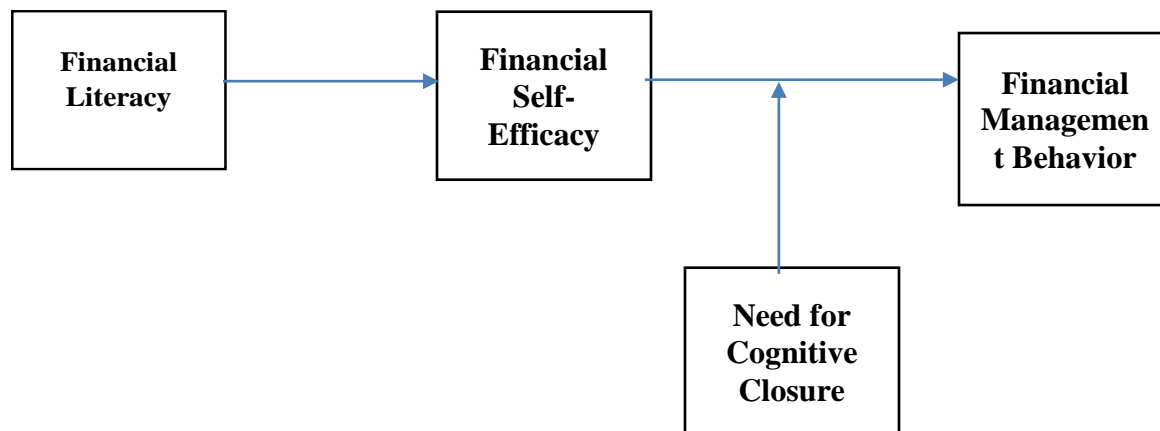 Financial
Literacy
Financial
Self-
Efficacy
Financial
Managemen
t Behavior
Need for
Cognitive
Closure